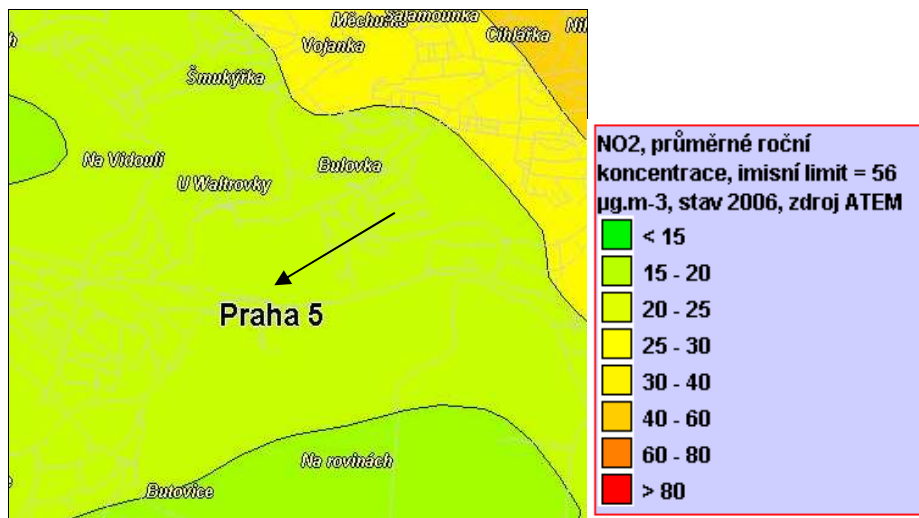 Měchurka
Šalamounka
Vojanka
Cihlářka
Šmukýřka
Na Vidouli
Bulovka
U Waltrovky
Praha 5
Na rovinách
Butovice
NO2, průměrné roční
koncentrace, imisní limit = 56
µg.m-3, stav 2006, zdroj ATEM
< 15
15 - 20
20 - 25
25 - 30
30 - 40
40 - 60
60 - 80
> 80